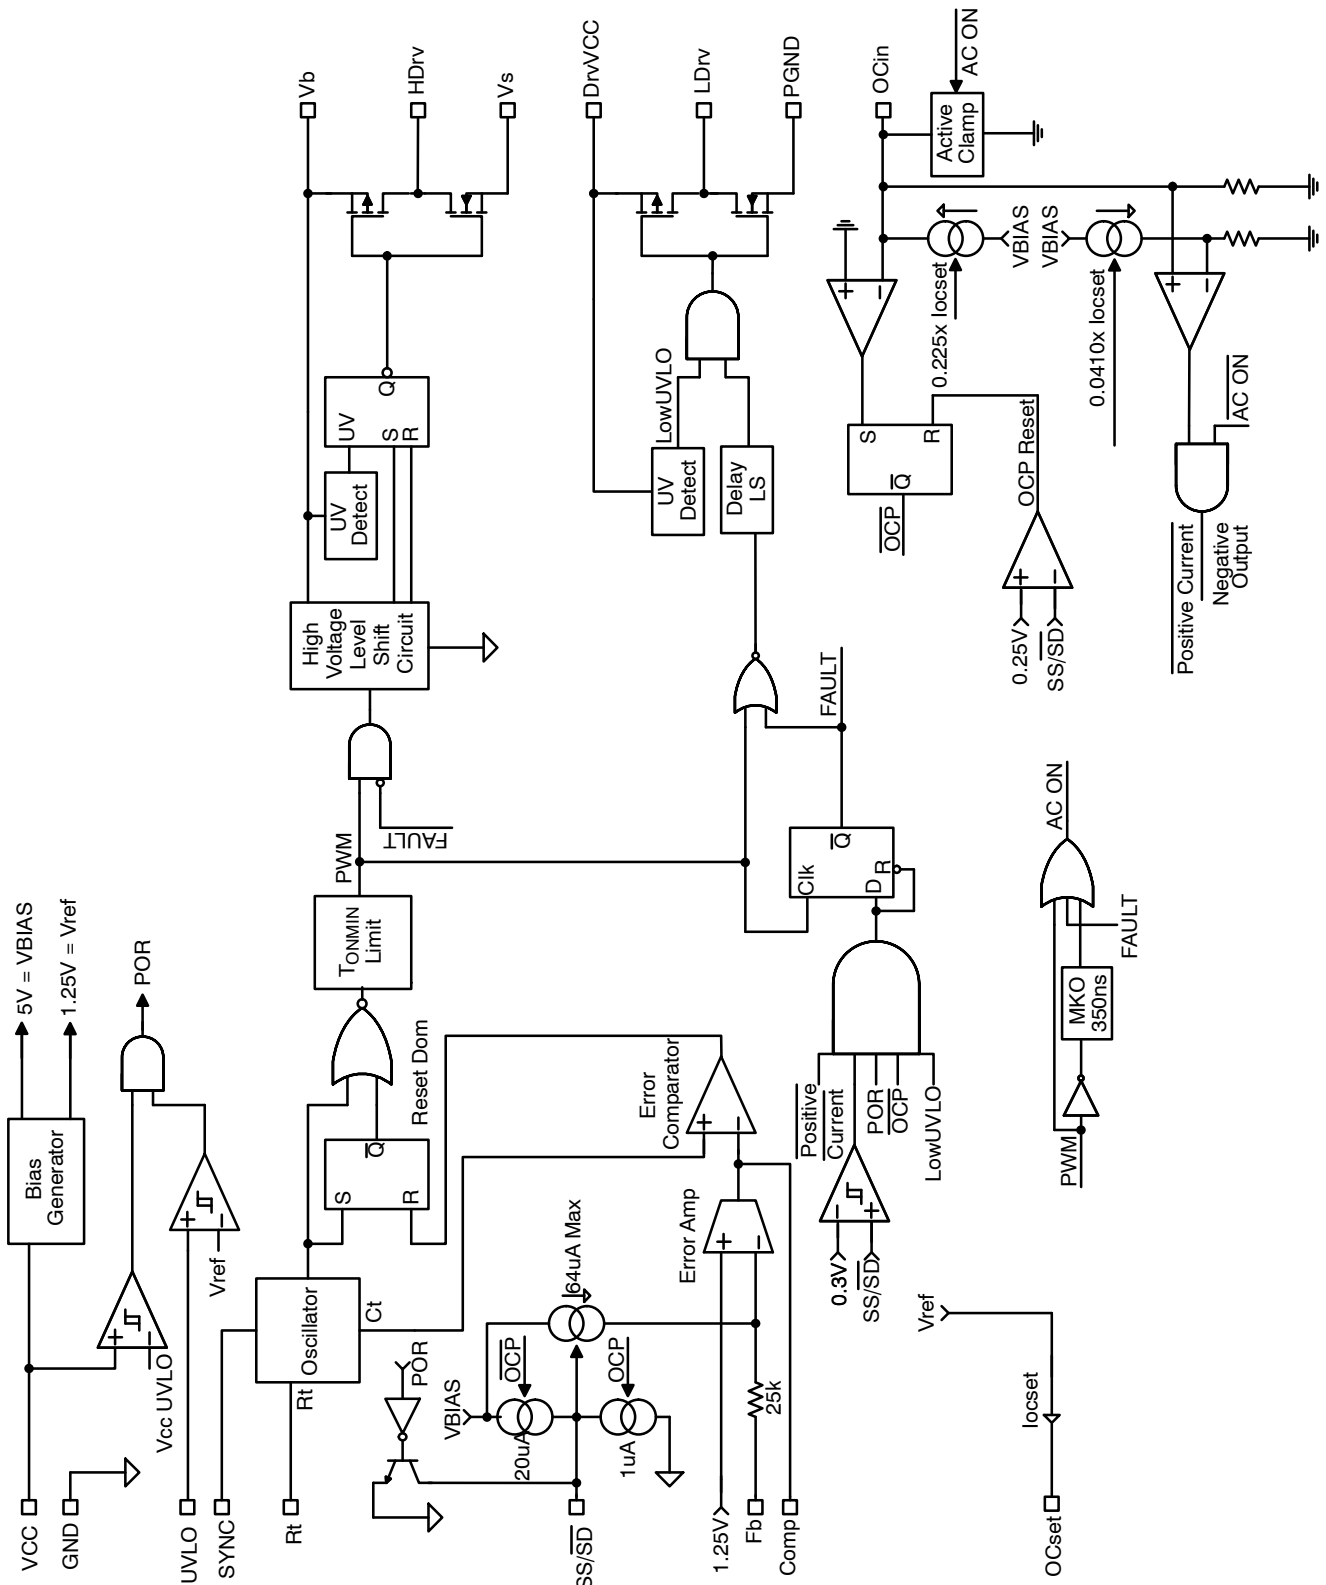 VCC
GND
UVLO
SYNC
Rt
SS/SD
1.25V
Fb
Comp
OCset
Bias
Generator
5V = VBIAS
1.25V = Vref
POR
Vcc UVLO
+
−
Vref
+
−
Rt
Oscillator
Ct
POR
VBIAS
20uA
OCP
1uA
OCP
64uA Max
25k
Error Amp
+
−
Error
Comparator
+
−
S
R
Q
Reset Dom
TONMIN
Limit
PWM
FAULT
High
Voltage
Level
Shift
Circuit
UV
Detect
UV
S
R
Q
Vb
HDrv
Vs
DrvVCC
LDrv
PGND
OCin
LowUVLO
UV
Detect
Delay
LS
FAULT
Clk
D
R
Q
Positive
Current
POR
OCP
LowUVLO
0.3V
SS/SD
−
+
Vref
Iocset
PWM
MKO
350ns
FAULT
AC ON
OCP
Q
S
R
OCP Reset
0.25V
SS/SD
+
−
+
−
0.225x Iocset
VBIAS
VBIAS
0.0410x Iocset
Active
Clamp
AC ON
+
−
AC ON
Positive Current
Negative
Output